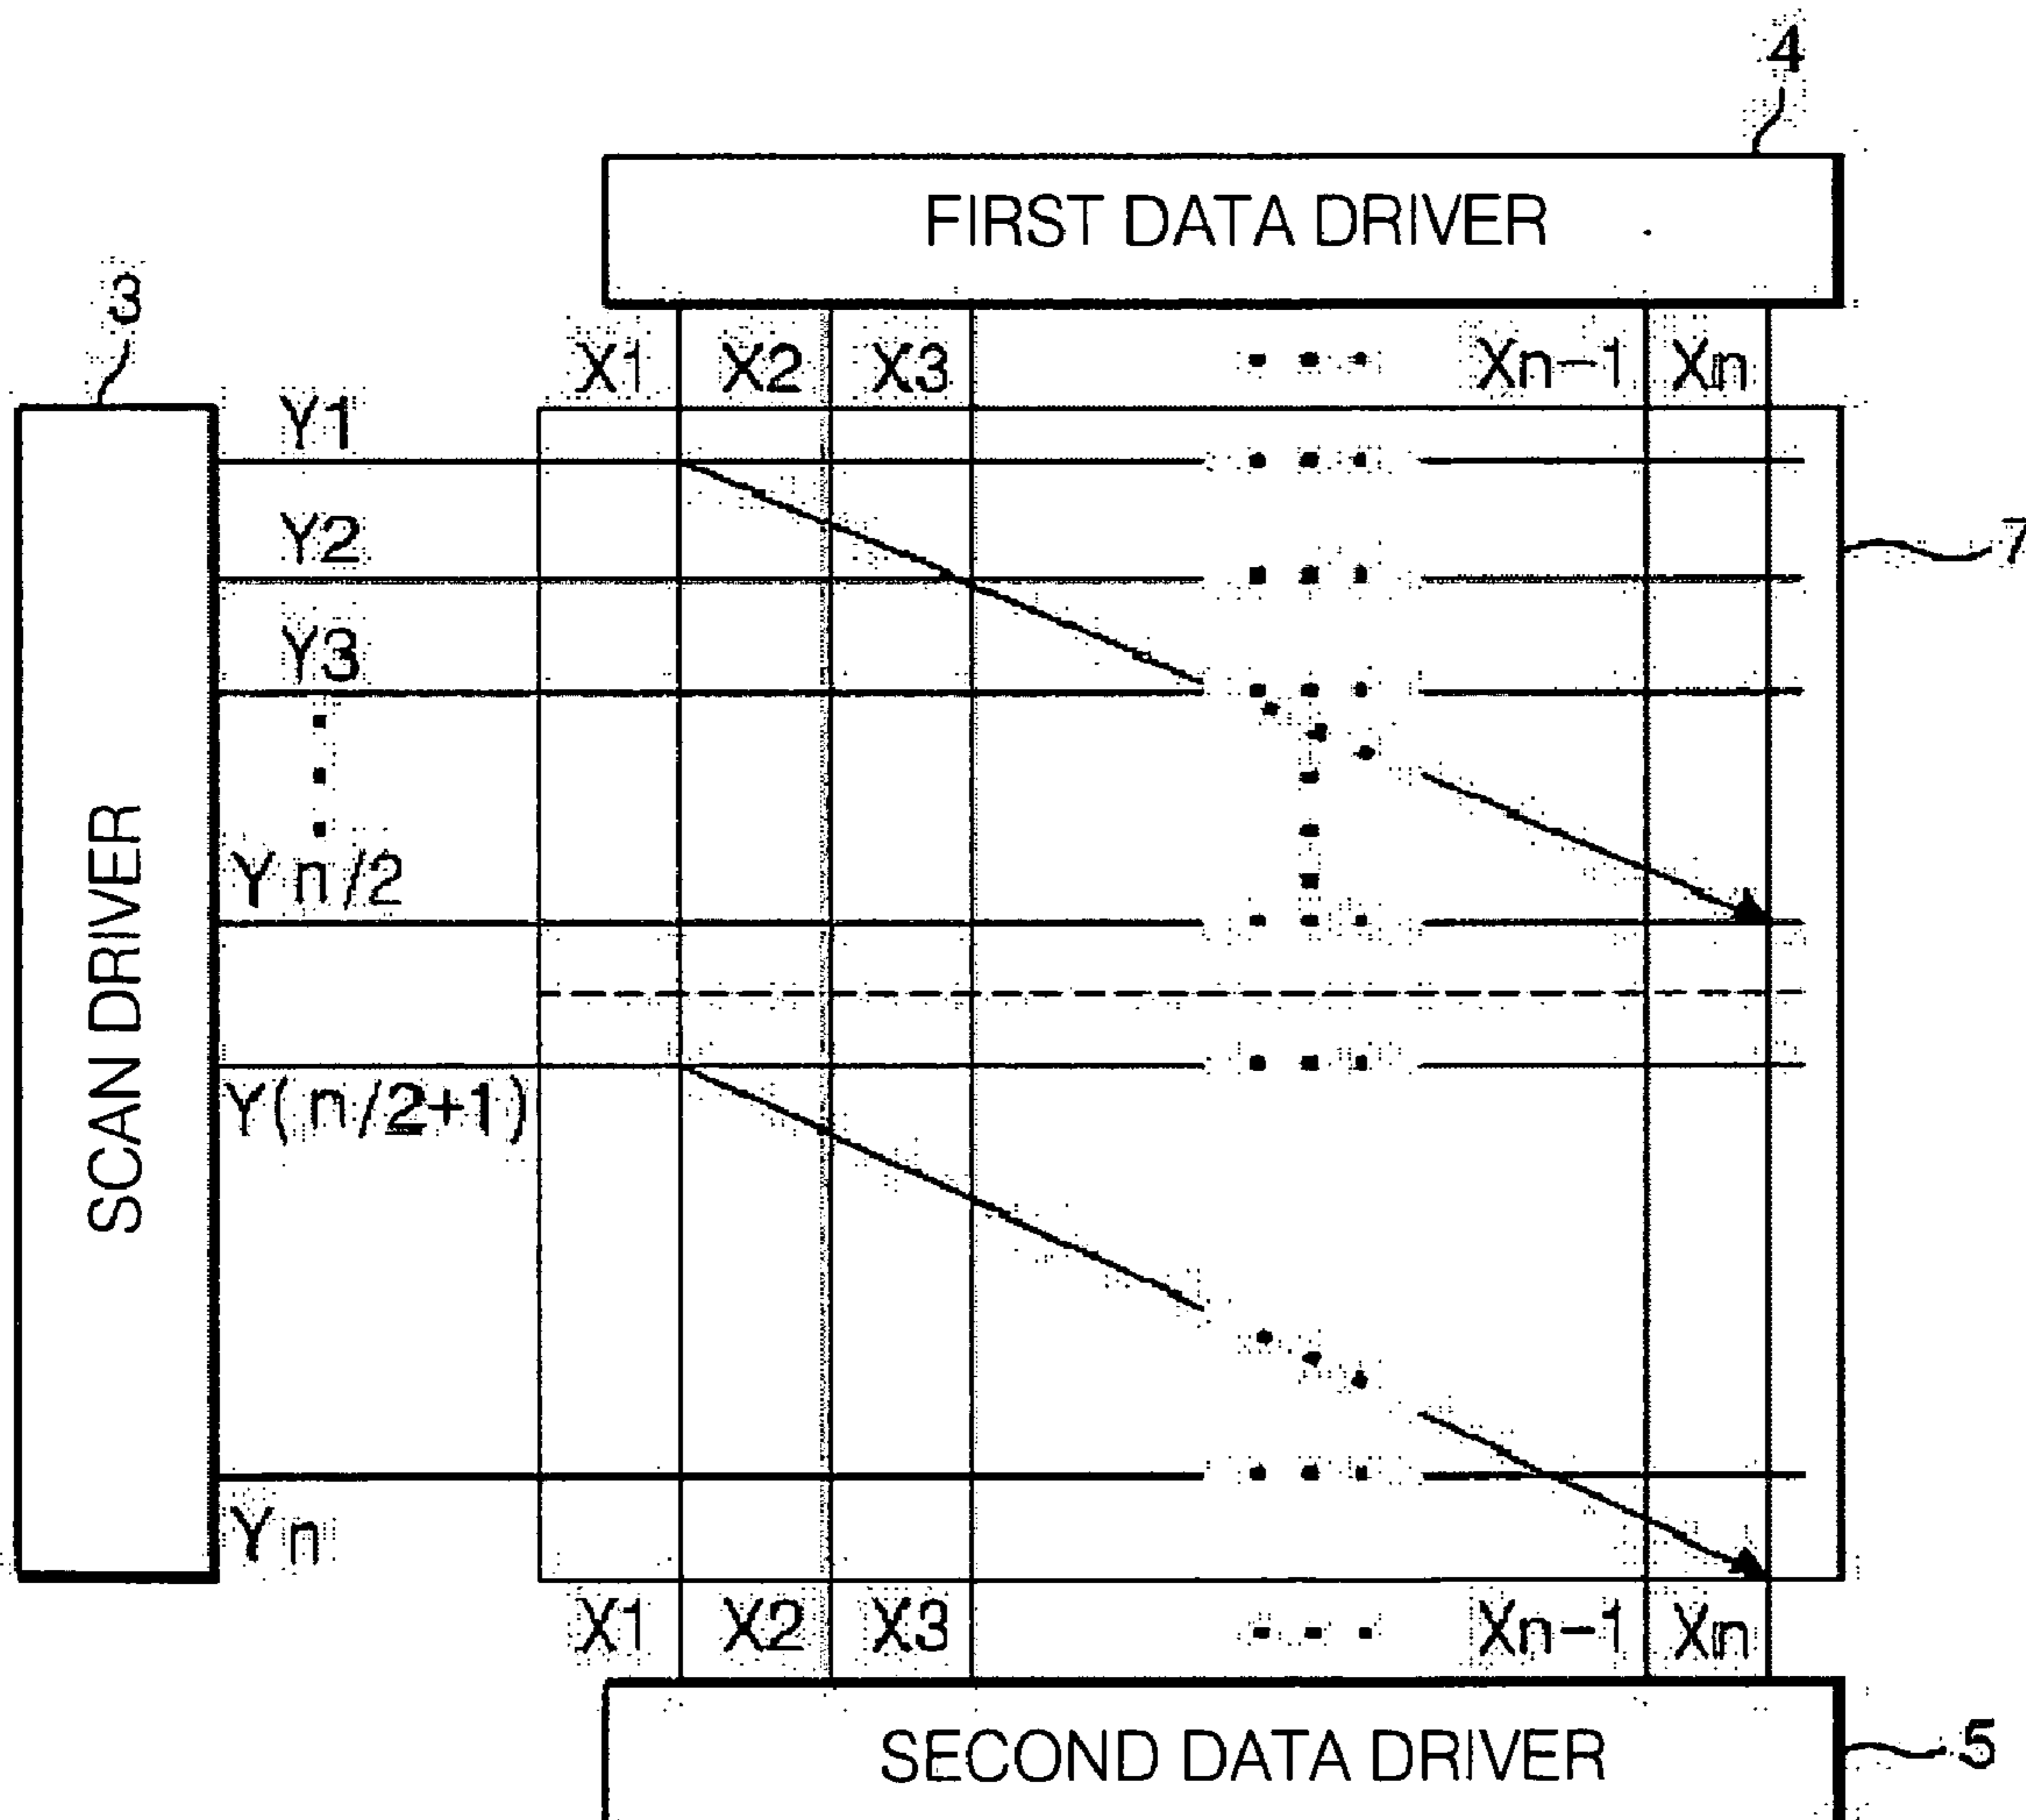 4
FIRST DATA DRIVER
3
X1 X2 X3 ... Xn-1 Xn
Y1
7
Y2
Y3
Yn/2
SCAN DRIVER
Y(n/2+1)
Yn
X1 X2 X3 ... Xn-1 Xn
SECOND DATA DRIVER
5